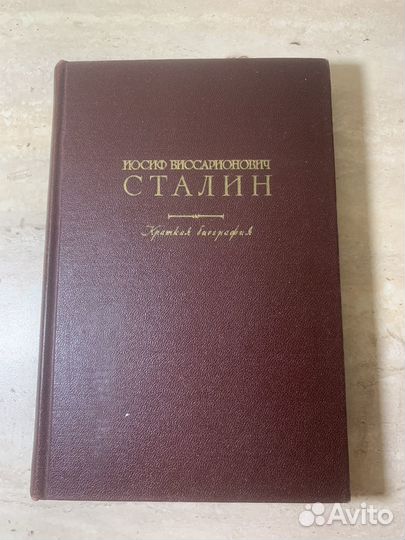 ИОСИФ ВИССАРИОНОВИЧ
СТАЛИН
Краткая биография
Avito